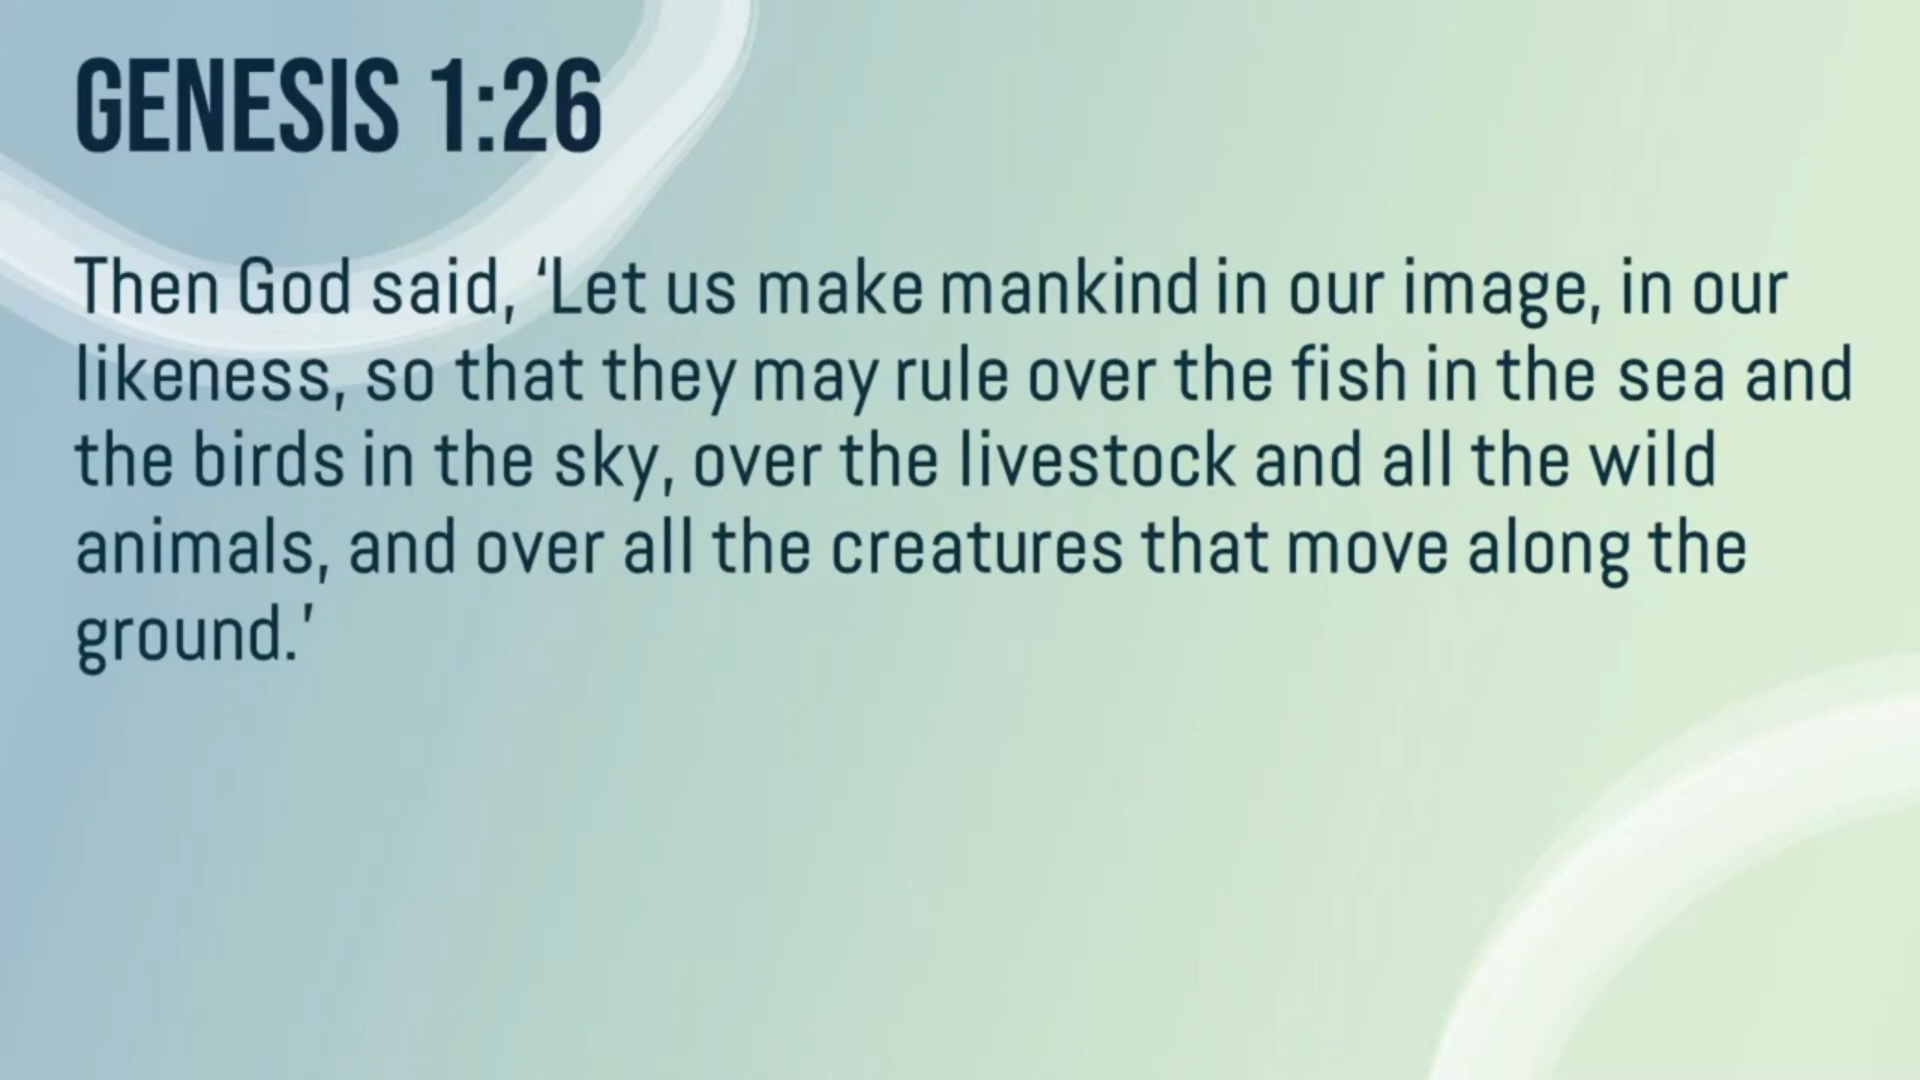 GENESIS 1:26
Then God said, ‘Let us make mankind in our image, in our
likeness, so that they may rule over the fish in the sea and
the birds in the sky, over the livestock and all the wild
animals, and over all the creatures that move along the
ground.’